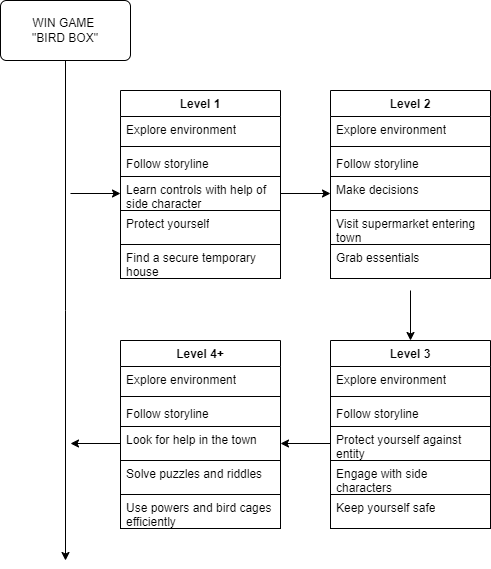 WIN GAME
"BIRD BOX"
Level 1
Explore environment
Follow storyline
Learn controls with help of
side character
Protect yourself
Find a secure temporary
house
Level 2
Explore environment
Follow storyline
Make decisions
Visit supermarket entering
town
Grab essentials
Level 3
Explore environment
Follow storyline
Protect yourself against
entity
Engage with side
characters
Keep yourself safe
Level 4+
Explore environment
Follow storyline
Look for help in the town
Solve puzzles and riddles
Use powers and bird cages
efficiently